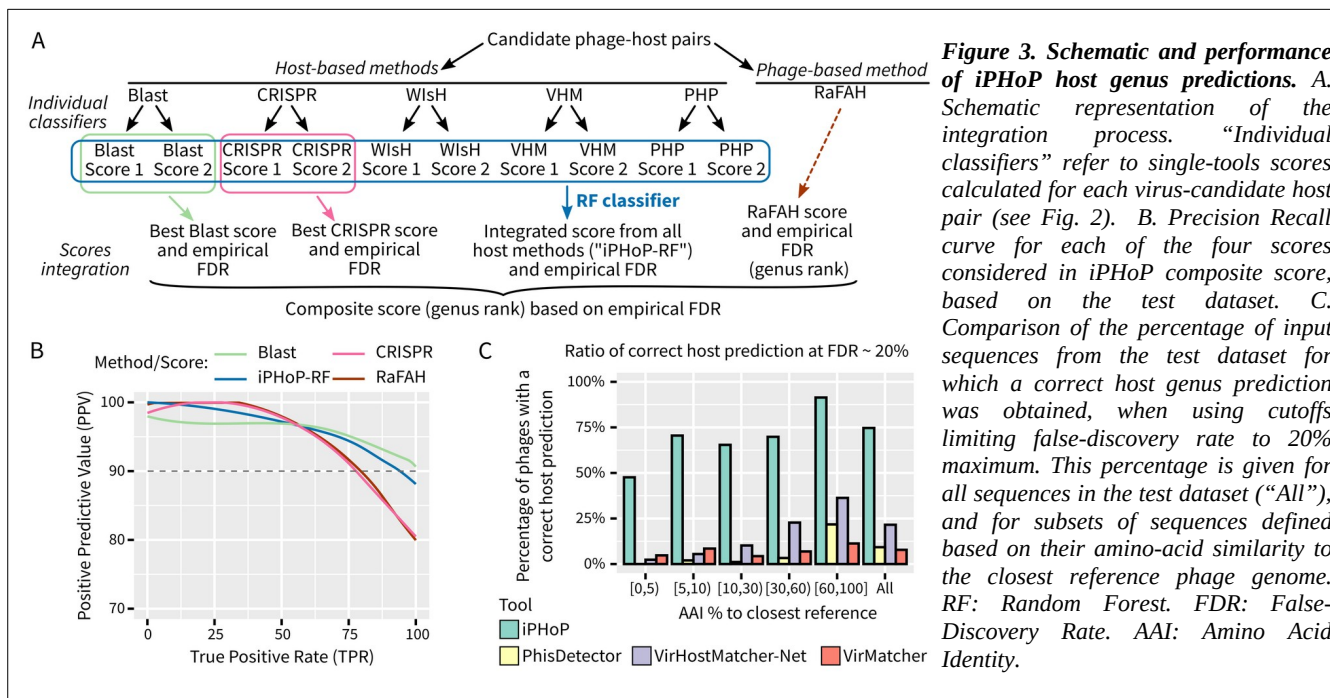 A
Candidate phage-host pairs
Host-based methods
Phage-based method
Individual
classifiers
Blast
CRISPR
WIsH
VHM
PHP
RaFAH
Blast
Score 1
Blast
Score 2
CRISPR
Score 1
CRISPR
Score 2
WIsH
Score 1
WIsH
Score 2
VHM
Score 1
VHM
Score 2
PHP
Score 1
PHP
Score 2
RF classifier
Scores
integration
Best Blast score
and empirical
FDR
Best CRISPR score
and empirical
FDR
Integrated score from all
host methods ("iPHoP-RF")
and empirical FDR
RaFAH score
and empirical
FDR
(genus rank)
Composite score (genus rank) based on empirical FDR
B
Method/Score:
Blast
CRISPR
iPHoP-RF
RaFAH
Positive Predictive Value (PPV)
100
90
80
70
0
25
50
75
100
True Positive Rate (TPR)
C
Ratio of correct host prediction at FDR ~ 20%
Percentage of phages with a
correct host prediction
100%
75%
50%
25%
0%
[0,5)
[5,10)
[10,30)
[30,60)
[60,100]
All
AAI % to closest reference
Tool
iPHoP
PhisDetector
VirHostMatcher-Net
VirMatcher
Figure 3. Schematic and performance
of iPHoP host genus predictions. A.
Schematic representation of the
integration process. “Individual
classifiers” refer to single-tools scores
calculated for each virus-candidate host
pair (see Fig. 2). B. Precision Recall
curve for each of the four scores
considered in iPHoP composite score,
based on the test dataset. C.
Comparison of the percentage of input
sequences from the test dataset for
which a correct host genus prediction
was obtained, when using cutoffs
limiting false-discovery rate to 20%
maximum. This percentage is given for
all sequences in the test dataset (“All”),
and for subsets of sequences defined
based on their amino-acid similarity to
the closest reference phage genome.
RF: Random Forest. FDR: False-
Discovery Rate. AAI: Amino Acid
Identity.